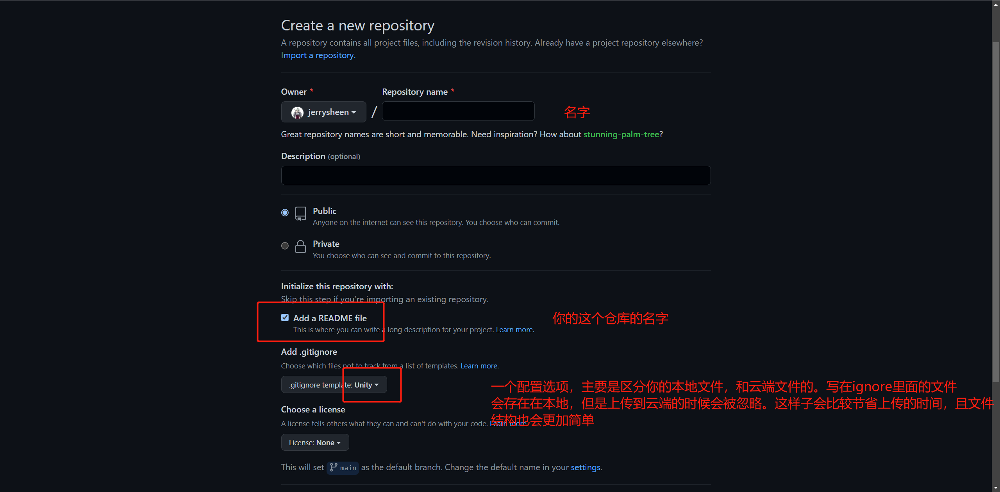 Create a new repository
A repository contains all project files, including the revision history. Already have a project repository elsewhere?
Import a repository.
Owner *
Repository name *
jerrysheen
/
名字
Great repository names are short and memorable. Need inspiration? How about stunning-palm-tree?
Description (optional)
Public
Anyone on the internet can see this repository. You choose who can commit.
Private
You choose who can see and commit to this repository.
Initialize this repository with:
Skip this step if you’re importing an existing repository.
Add a README file
你的这个仓库的名字
This is where you can write a long description for your project. Learn more.
Add .gitignore
Choose which files not to track from a list of templates. Learn more.
.gitignore template: Unity
一个配置选项，主要是区分你的本地文件，和云端文件的。写在ignore里面的文件
会存在在本地，但是上传到云端的时候会被忽略。这样子会比较节省上传的时间，且文件
结构也会更加简单
Choose a license
A license tells others what they can and can't do with your code. Learn more.
License: None
This will set main as the default branch. Change the default name in your settings.